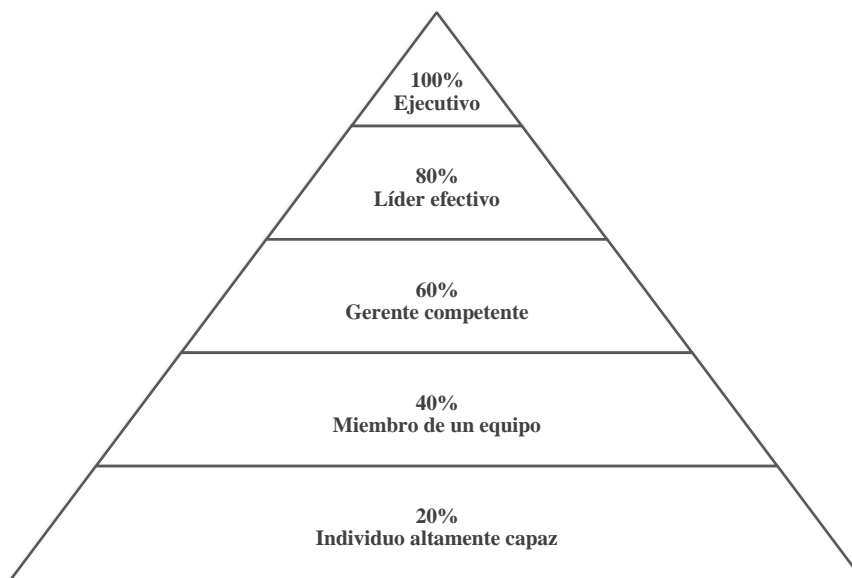 100%
Ejecutivo
80%
Líder efectivo
60%
Gerente competente
40%
Miembro de un equipo
20%
Individuo altamente capaz